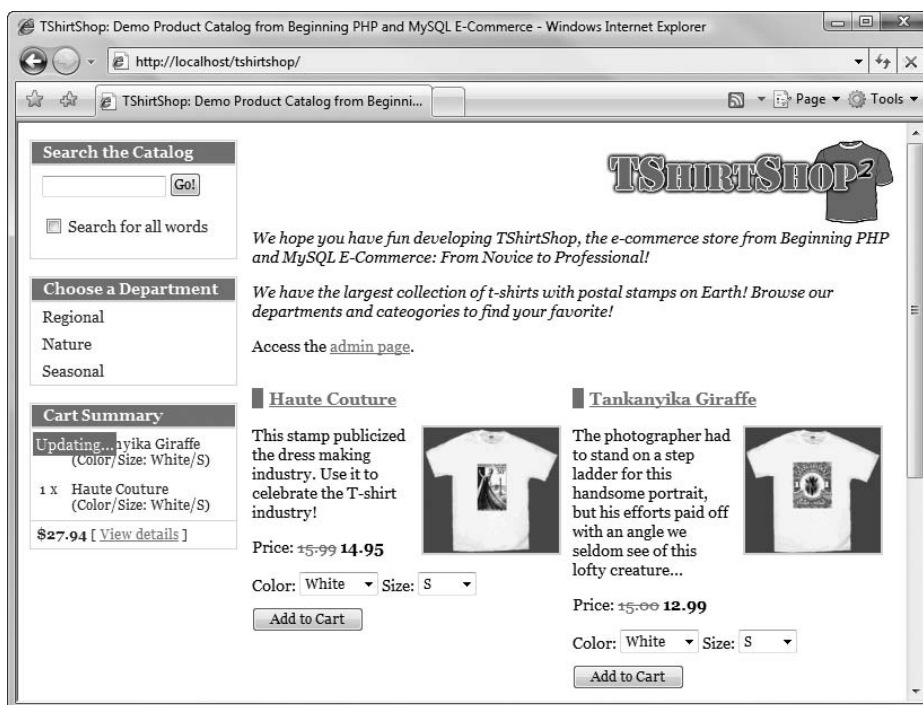 TShirtShop: Demo Product Catalog from Beginning PHP and MySQL E-Commerce - Windows Internet Explorer
http://localhost/tshirtshop/
TShirtShop: Demo Product Catalog from Beginni...
Page
Tools
Search the Catalog
Go!
Search for all words
Choose a Department
Regional
Nature
Seasonal
Cart Summary
Updating...nyika Giraffe
(Color/Size: White/S)
1 x Haute Couture
(Color/Size: White/S)
$27.94 [ View details ]
TShirtShop²
We hope you have fun developing TShirtShop, the e-commerce store from Beginning PHP
and MySQL E-Commerce: From Novice to Professional!
We have the largest collection of t-shirts with postal stamps on Earth! Browse our
departments and cateogories to find your favorite!
Access the admin page.
Haute Couture
This stamp publicized
the dress making
industry. Use it to
celebrate the T-shirt
industry!
Price: 15.99 14.95
Color: White Size: S
Add to Cart
Tankanyika Giraffe
The photographer had
to stand on a step
ladder for this
handsome portrait,
but his efforts paid off
with an angle we
seldom see of this
lofty creature...
Price: 15.00 12.99
Color: White Size: S
Add to Cart